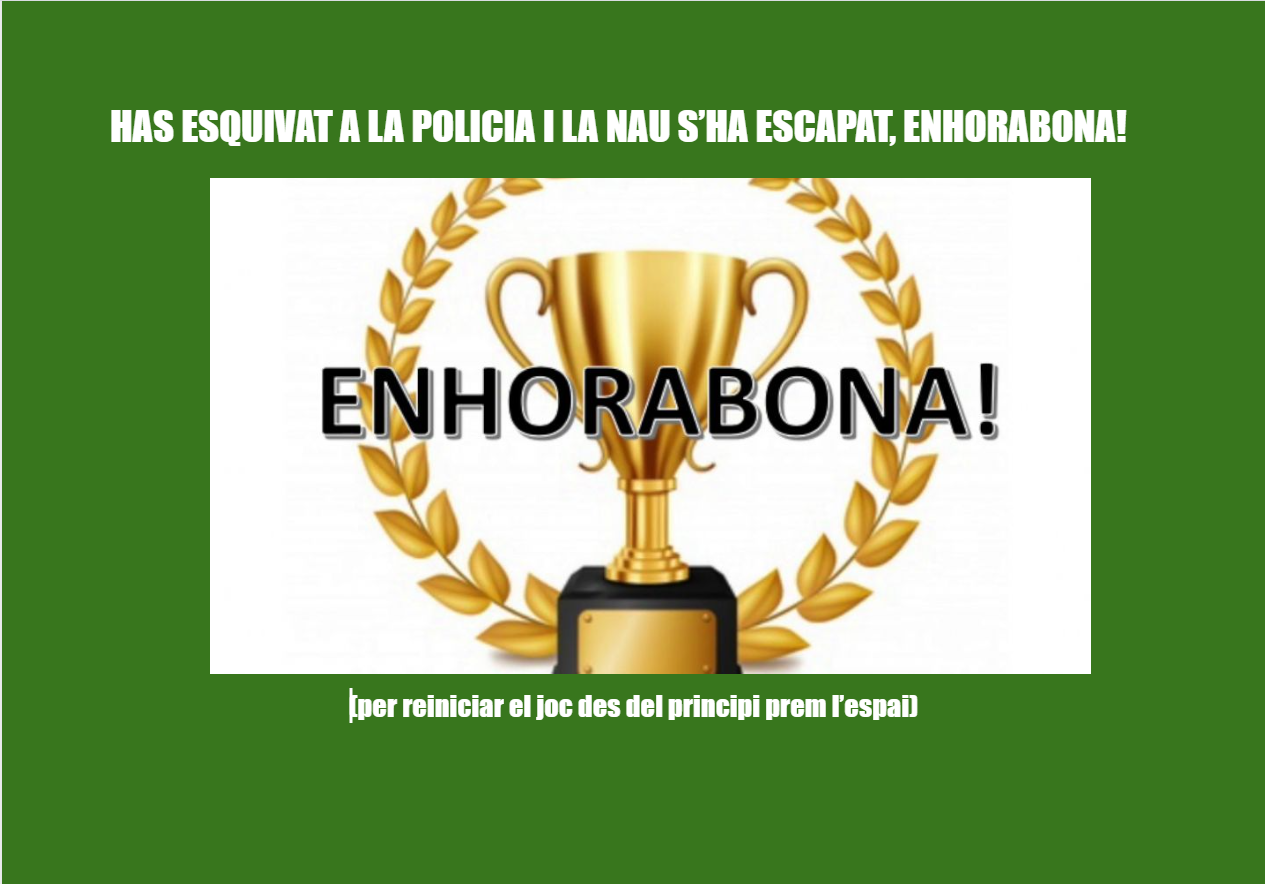 HAS ESQUIVAT A LA POLICIA I LA NAU S'HA ESCAPAT, ENHORABONA!
ENHORABONA!
(per reiniciar el joc des del principi prem l'espai)